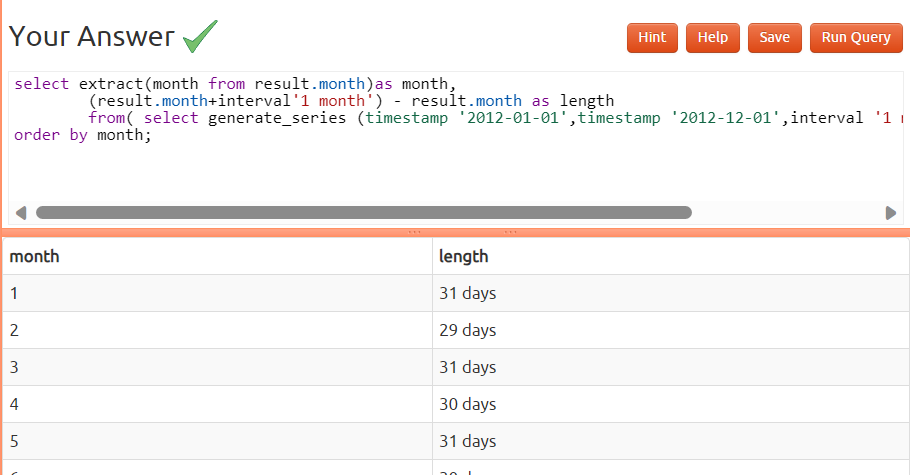 Your Answer
Hint Help Save Run Query
select extract(month from result.month)as month,
(result.month+interval'1 month') - result.month as length
from( select generate_series (timestamp '2012-01-01',timestamp '2012-12-01',interval '1
order by month;
month length
1 31 days
2 29 days
3 31 days
4 30 days
5 31 days